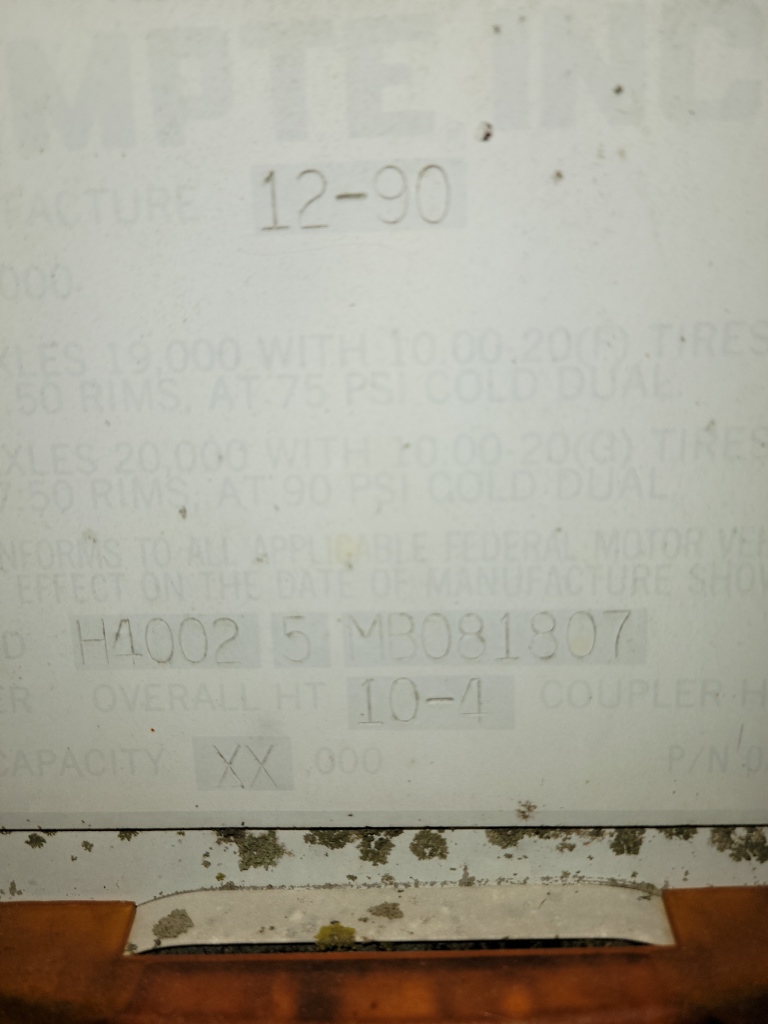 MPTE INC
FACTURE 12-90
000
XLES 19,000 WITH 10.00.20(F) TIRES
.50 RIMS, AT 75 PSI COLD DUAL
XLES 20,000 WITH 10.00-20(G) TIRES
7.50 RIMS, AT 90 PSI COLD DUAL
NFORMS TO ALL APPLICABLE FEDERAL MOTOR VEH
EFFECT ON THE DATE OF MANUFACTURE SHOW
D H4002 5 MB081807
ER OVERALL HT 10-4 COUPLER H
CAPACITY XX ,000 P/N 0